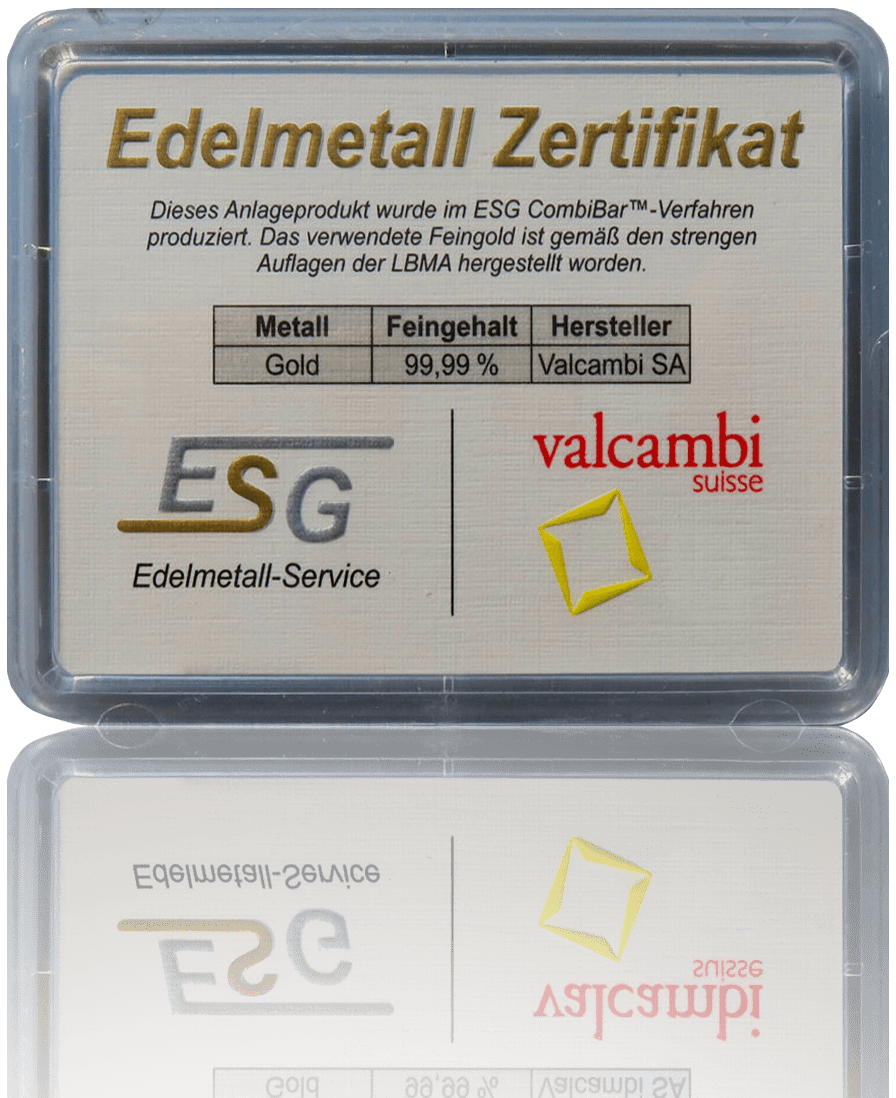 Edelmetall Zertifikat
Dieses Anlageprodukt wurde im ESG CombiBar™-Verfahren
produziert. Das verwendete Feingold ist gemäß den strengen
Auflagen der LBMA hergestellt worden.
Metall Feingehalt Hersteller
Gold 99,99 % Valcambi SA
ESG
Edelmetall-Service
valcambi
suisse